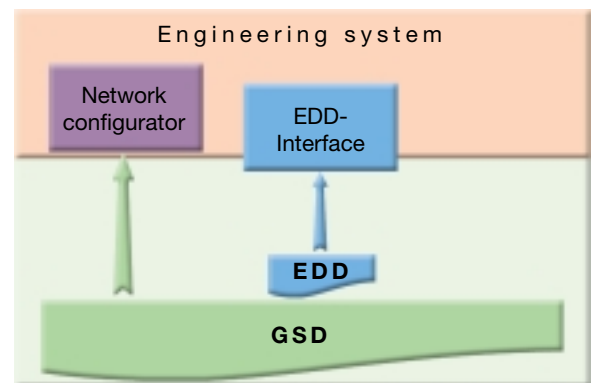 Engineering system
Network
configurator
EDD-
Interface
EDD
GSD